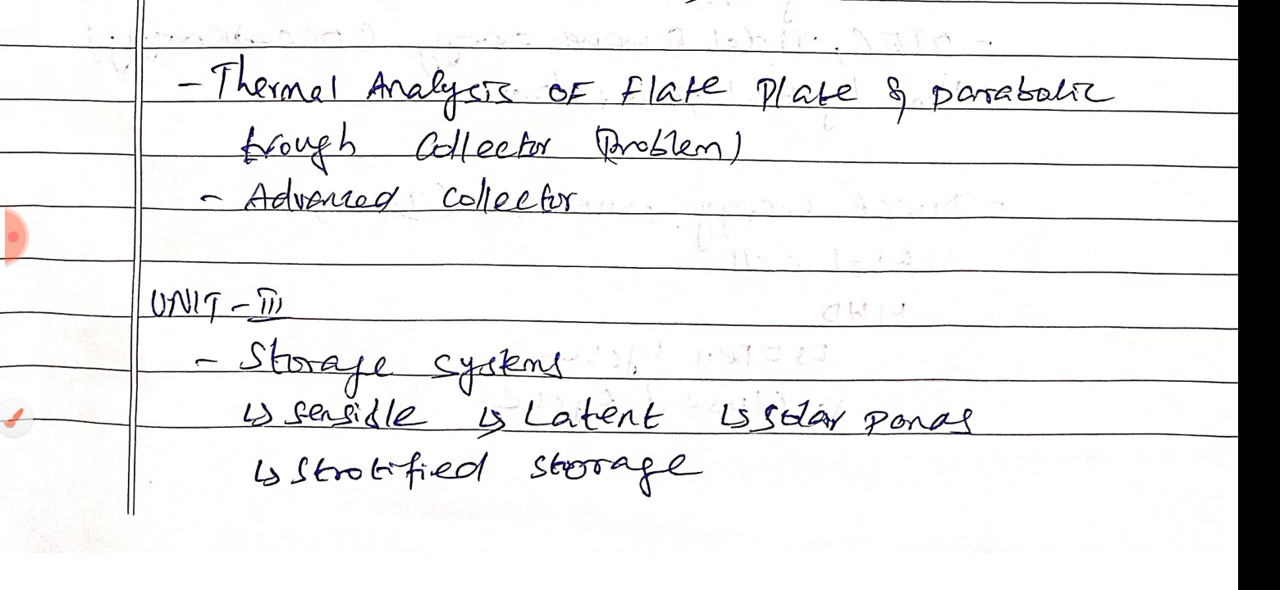 - Thermal Analysis OF Flate Plate & parabolic
trough Collector (Problem)
- Advanced collector
UNIT - III
- Storage systems
↳ sensible ↳ Latent ↳ solar ponds
↳ Stratified storage